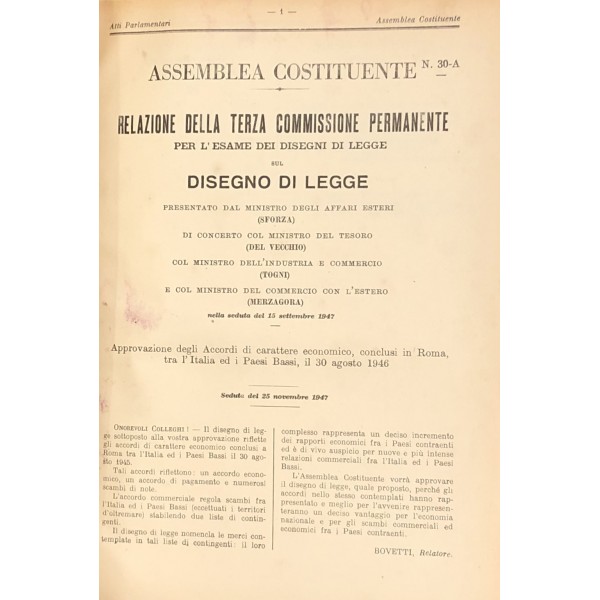 — 1 —
Atti Parlamentari
Assemblea Costituente
ASSEMBLEA COSTITUENTE N. 30-A
RELAZIONE DELLA TERZA COMMISSIONE PERMANENTE
PER L'ESAME DEI DISEGNI DI LEGGE
SUL
DISEGNO DI LEGGE
PRESENTATO DAL MINISTRO DEGLI AFFARI ESTERI
(SFORZA)
DI CONCERTO COL MINISTRO DEL TESORO
(DEL VECCHIO)
COL MINISTRO DELL'INDUSTRIA E COMMERCIO
(TOGNI)
E COL MINISTRO DEL COMMERCIO CON L'ESTERO
(MERZAGORA)
nella seduta del 15 settembre 1947
Approvazione degli Accordi di carattere economico, conclusi in Roma,
tra l'Italia ed i Paesi Bassi, il 30 agosto 1946
Seduta del 25 novembre 1947
ONOREVOLI COLLEGHI! — Il disegno di leg-
ge sottoposto alla vostra approvazione riflette
gli accordi di carattere economico conclusi a
Roma tra l'Italia ed i Paesi Bassi il 30 ago-
sto 1945.
Tali accordi riflettono: un accordo econo-
mico, un accordo di pagamento e numerosi
scambi di note.
L'accordo commerciale regola scambi fra
l'Italia ed i Paesi Bassi (eccettuati i territori
d'oltremare) stabilendo due liste di contin-
genti.
Il disegno di legge nomencla le merci con-
template in tali liste di contingenti: il loro
complesso rappresenta un deciso incremento
dei rapporti economici fra i Paesi contraenti
ed è di vivo auspicio per nuove e più intense
relazioni commerciali fra l'Italia ed i Paesi
Bassi.
L'Assemblea Costituente vorrà approvare
il disegno di legge, quale proposto, perché gli
accordi nello stesso contemplati hanno rap-
presentato e meglio per l'avvenire rappresen-
teranno un deciso vantaggio per l'economia
nazionale e per gli scambi commerciali ed
economici fra i Paesi contraenti.
BOVETTI, Relatore.